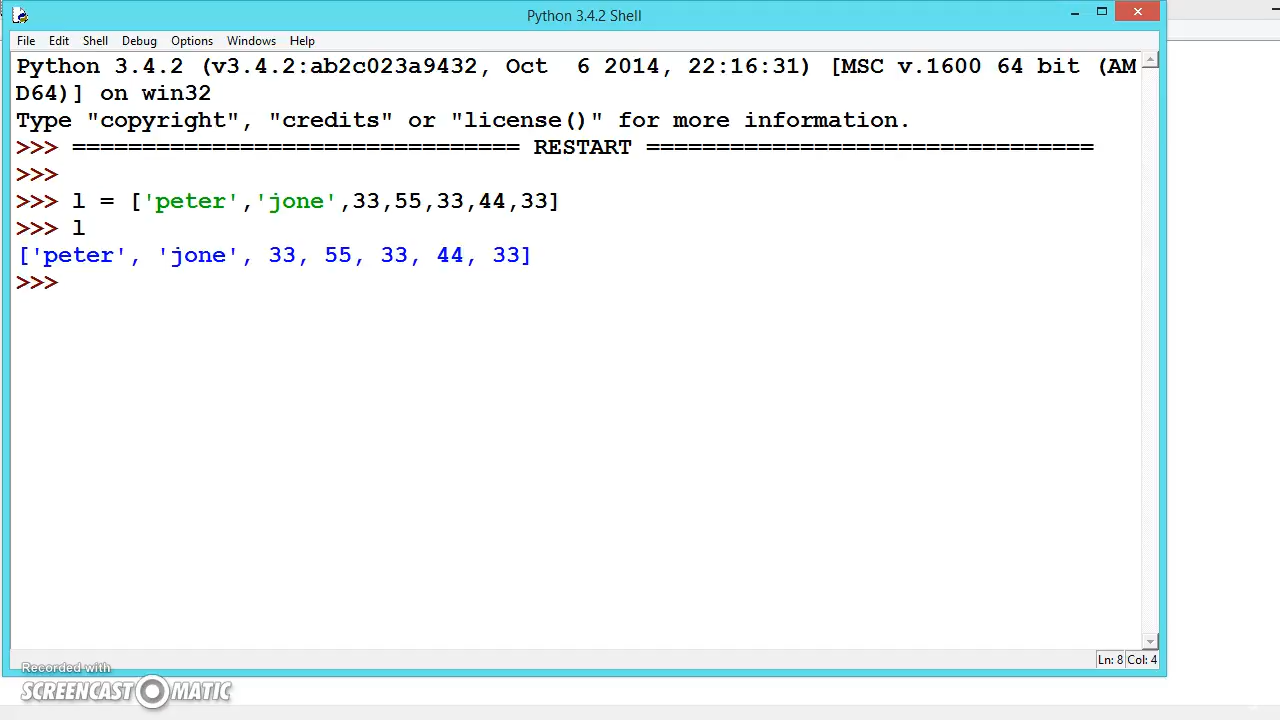 Python 3.4.2 Shell
File Edit Shell Debug Options Windows Help
Python 3.4.2 (v3.4.2:ab2c023a9432, Oct  6 2014, 22:16:31) [MSC v.1600 64 bit (AM
D64)] on win32
Type "copyright", "credits" or "license()" for more information.
>>> ================================ RESTART ================================
>>>
>>> l = ['peter','jone',33,55,33,44,33]
>>> l
['peter', 'jone', 33, 55, 33, 44, 33]
>>>
Ln: 8 Col: 4
Recorded with
SCREENCAST MATIC